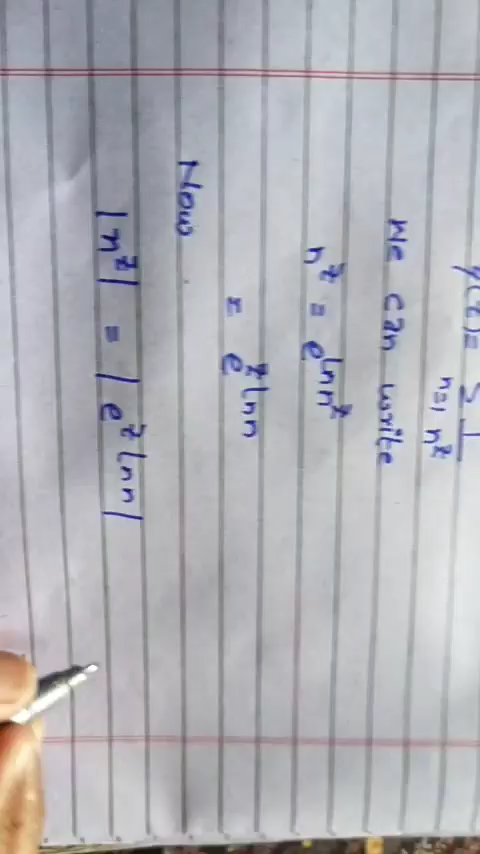 γ(z) = Σ 1/n^z
n=1
We can write
n^z = e^{ln n^z}
= e^{z ln n}
Now
|n^z| = |e^{z ln n}|